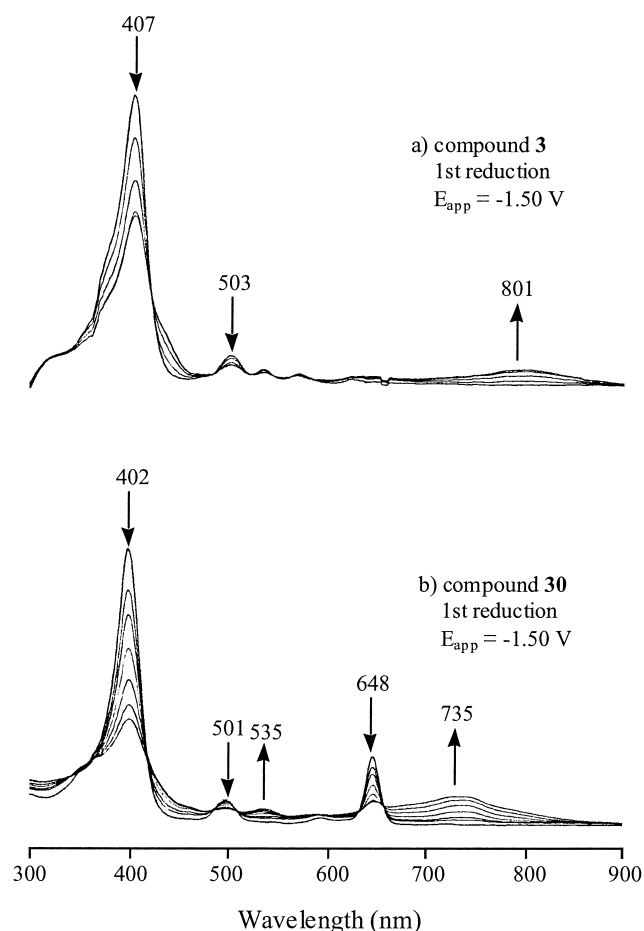 407
a) compound 3
1st reduction
E_app = -1.50 V
503
801
402
b) compound 30
1st reduction
E_app = -1.50 V
648
501 535
735
300 400 500 600 700 800 900
Wavelength (nm)